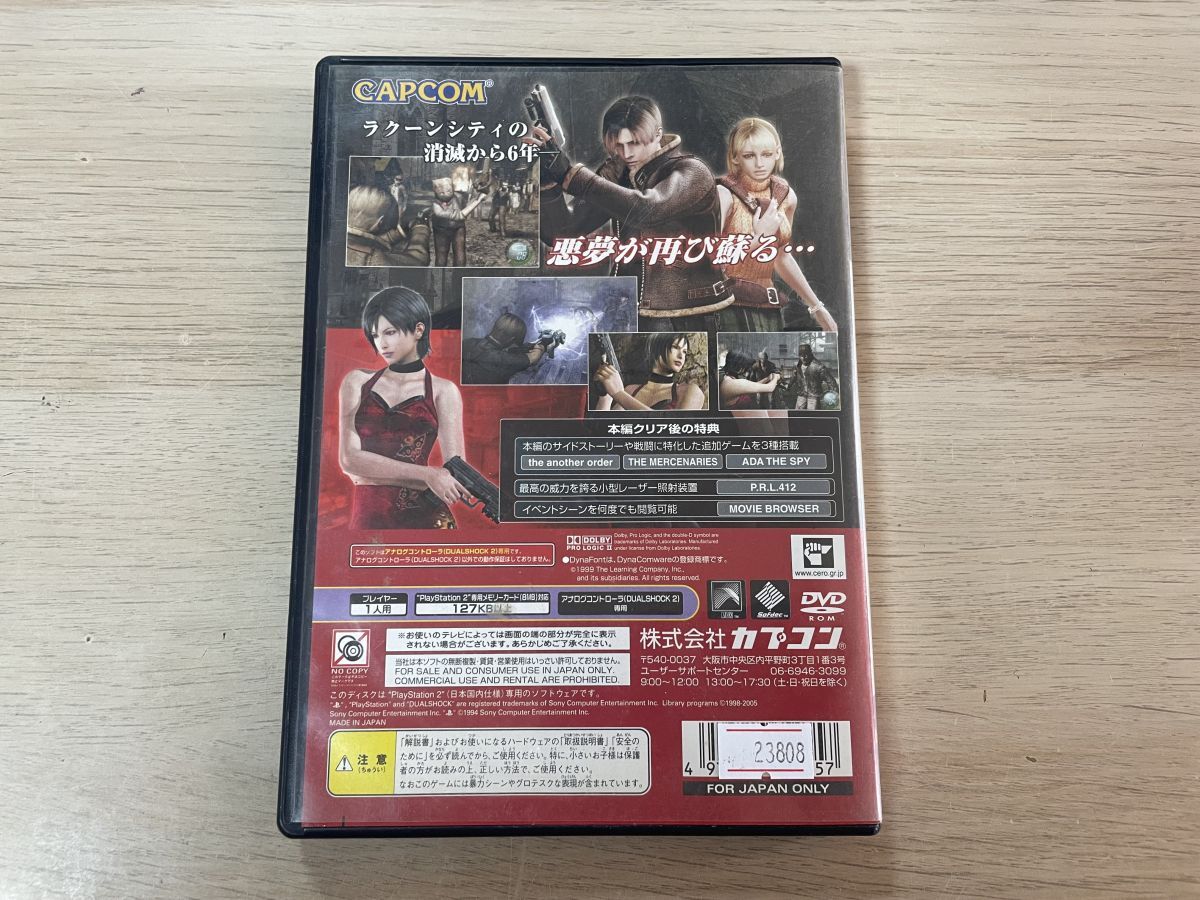 CAPCOM®
ラクーンシティの
消滅から6年
悪夢が再び蘇る…
本編クリア後の特典
本編のサイドストーリーや戦闘に特化した追加ゲームを3種搭載
the another order THE MERCENARIES ADA THE SPY
最高の威力を誇る小型レーザー照射装置 P.R.L.412
イベントシーンを何度でも閲覧可能 MOVIE BROWSER
このソフトはアナログコントローラ(DUALSHOCK 2)専用です。
アナログコントローラ(DUALSHOCK 2)以外での動作保証はしておりません。
DOLBY
PRO LOGIC II
Dolby, Pro Logic, and the double-D symbol are
trademarks of Dolby Laboratories. Manufactured
under license from Dolby Laboratories.
●DynaFontは、DynaComwareの登録商標です。
©1999 The Learning Company, Inc.,
and its subsidiaries. All rights reserved.
www.cero.gr.jp
プレイヤー
1人用
"PlayStation 2"専用メモリーカード(8MB)対応
127KB以上
アナログコントローラ(DUALSHOCK 2)
専用
Sofdec™
DVD
ROM
NO COPY
※お使いのテレビによっては画面の端の部分が完全に表示
されない場合がございます。あらかじめご了承ください。
当社は本ソフトの無断複製・賃貸・営業使用はいっさい許可しておりません。
FOR SALE AND CONSUMER USE IN JAPAN ONLY.
COMMERCIAL USE AND RENTAL ARE PROHIBITED.
株式会社カプコン®
〒540-0037 大阪市中央区内平野町3丁目1番3号
ユーザーサポートセンター 06-6946-3099
9:00～12:00 13:00～17:30 (土・日・祝日を除く)
このディスクは "PlayStation 2" (日本国内仕様) 専用のソフトウェアです。
", "PlayStation" and "DUALSHOCK" are registered trademarks of Sony Computer Entertainment Inc. Library programs ©1998-2005
Sony Computer Entertainment Inc. ©1994 Sony Computer Entertainment Inc.
MADE IN JAPAN
注意
(ちゅうい)
「解説書」およびお使いになるハードウェアの「取扱説明書」「安全の
ために」を必ず読んでから、ご使用ください。特に、小さいお子様は保護
者の方がお読みの上、正しい方法で、ご使用ください。
なおこのゲームには暴力シーンやグロテスクな表現が含まれています。
4 9
23808
57
FOR JAPAN ONLY